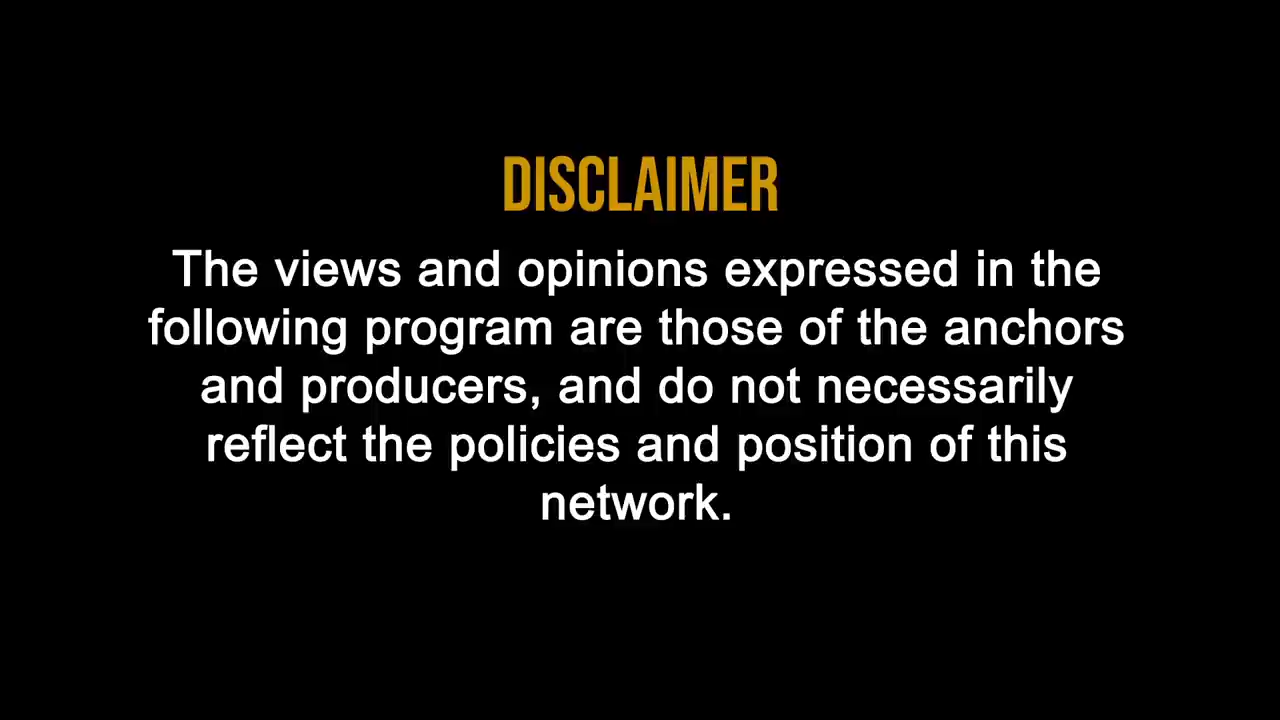 DISCLAIMER
The views and opinions expressed in the
following program are those of the anchors
and producers, and do not necessarily
reflect the policies and position of this
network.